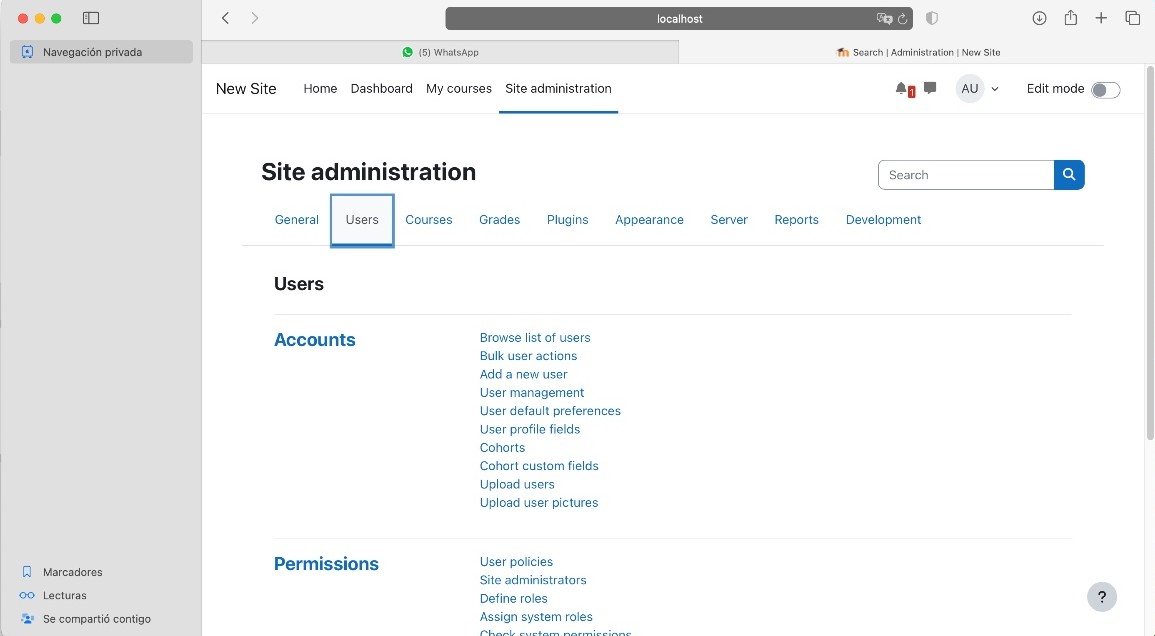 localhost
Navegación privada
(5) WhatsApp
Search | Administration | New Site
New Site
Home
Dashboard
My courses
Site administration
1
AU
Edit mode
Site administration
Search
General
Users
Courses
Grades
Plugins
Appearance
Server
Reports
Development
Users
Accounts
Browse list of users
Bulk user actions
Add a new user
User management
User default preferences
User profile fields
Cohorts
Cohort custom fields
Upload users
Upload user pictures
Permissions
User policies
Site administrators
Define roles
Assign system roles
Check system permissions
Marcadores
Lecturas
Se compartió contigo
?